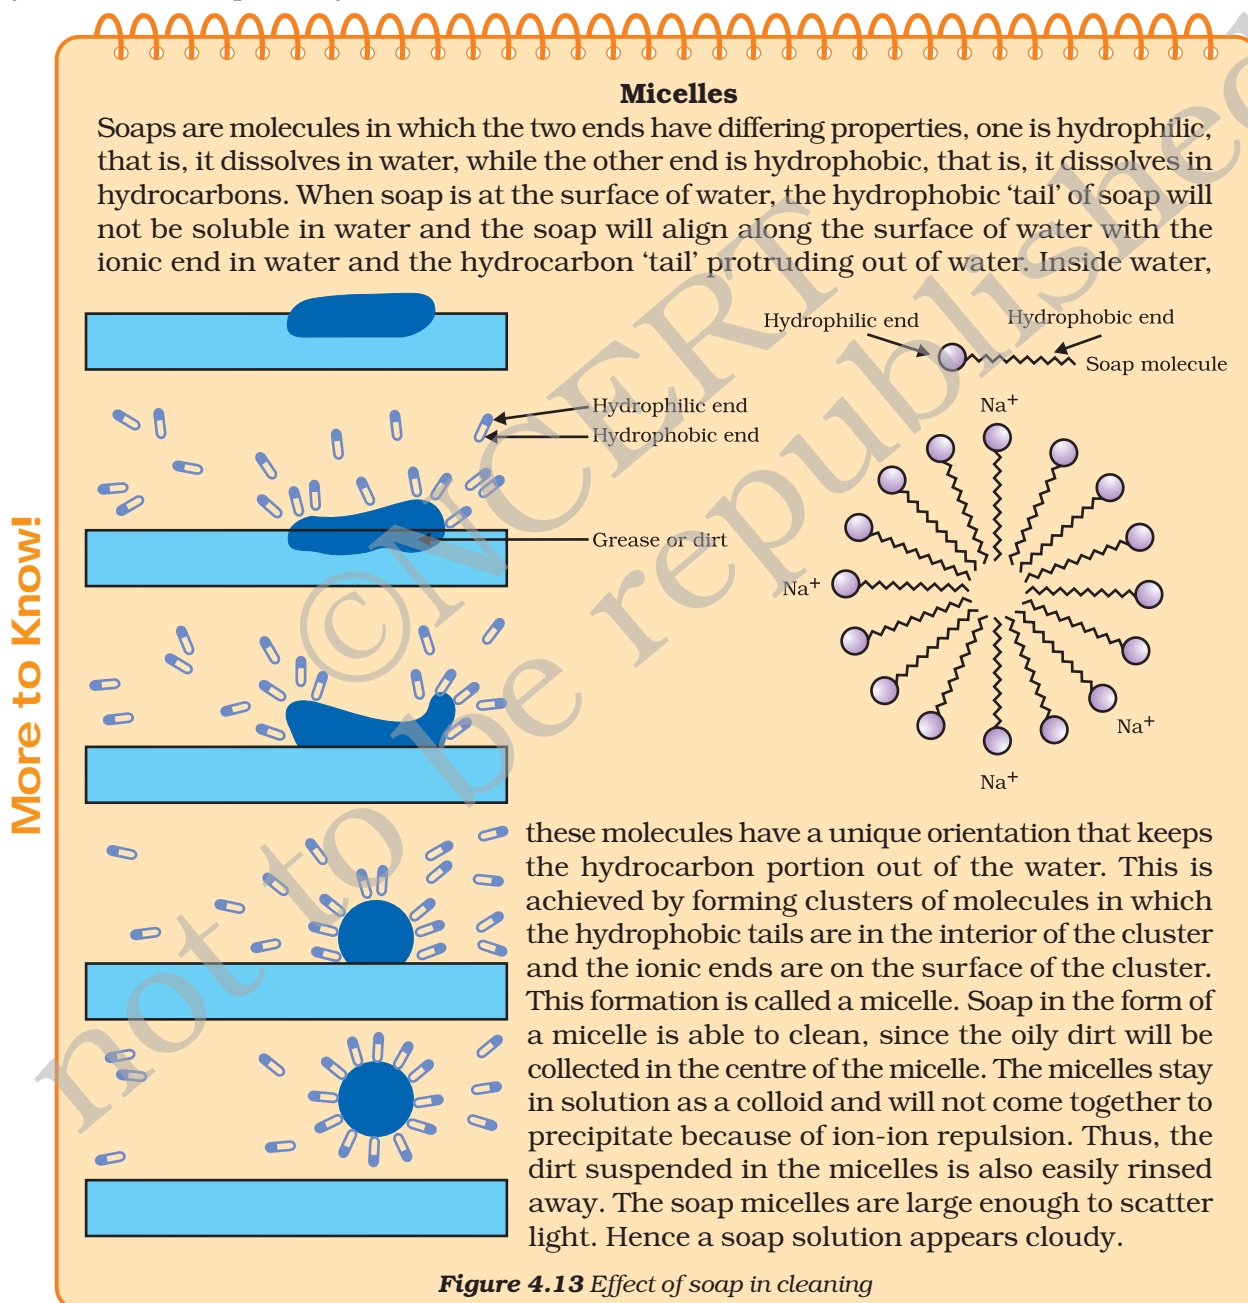 Micelles
Soaps are molecules in which the two ends have differing properties, one is hydrophilic,
that is, it dissolves in water, while the other end is hydrophobic, that is, it dissolves in
hydrocarbons. When soap is at the surface of water, the hydrophobic ‘tail’ of soap will
not be soluble in water and the soap will align along the surface of water with the
ionic end in water and the hydrocarbon ‘tail’ protruding out of water. Inside water,
Hydrophilic end
Hydrophobic end
Soap molecule
Hydrophilic end
Hydrophobic end
Grease or dirt
Na+
Na+
Na+
Na+
More to Know!
these molecules have a unique orientation that keeps
the hydrocarbon portion out of the water. This is
achieved by forming clusters of molecules in which
the hydrophobic tails are in the interior of the cluster
and the ionic ends are on the surface of the cluster.
This formation is called a micelle. Soap in the form of
a micelle is able to clean, since the oily dirt will be
collected in the centre of the micelle. The micelles stay
in solution as a colloid and will not come together to
precipitate because of ion-ion repulsion. Thus, the
dirt suspended in the micelles is also easily rinsed
away. The soap micelles are large enough to scatter
light. Hence a soap solution appears cloudy.
Figure 4.13 Effect of soap in cleaning
©NCERT
not to be republished